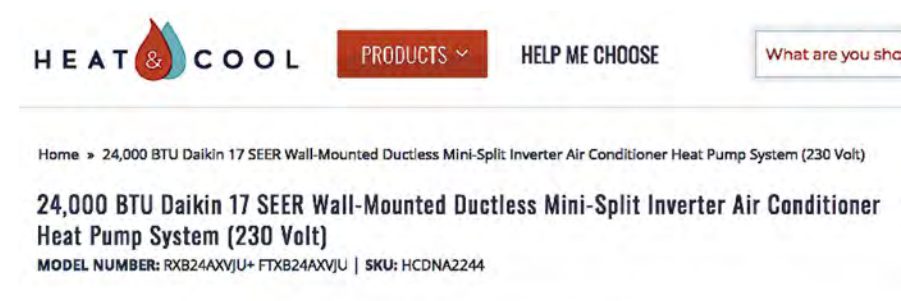 HEAT & COOL PRODUCTS HELP ME CHOOSE What are you sho
Home » 24,000 BTU Daikin 17 SEER Wall-Mounted Ductless Mini-Split Inverter Air Conditioner Heat Pump System (230 Volt)
24,000 BTU Daikin 17 SEER Wall-Mounted Ductless Mini-Split Inverter Air Conditioner
Heat Pump System (230 Volt)
MODEL NUMBER: RXB24AXVJU+ FTXB24AXVJU | SKU: HCDNA2244